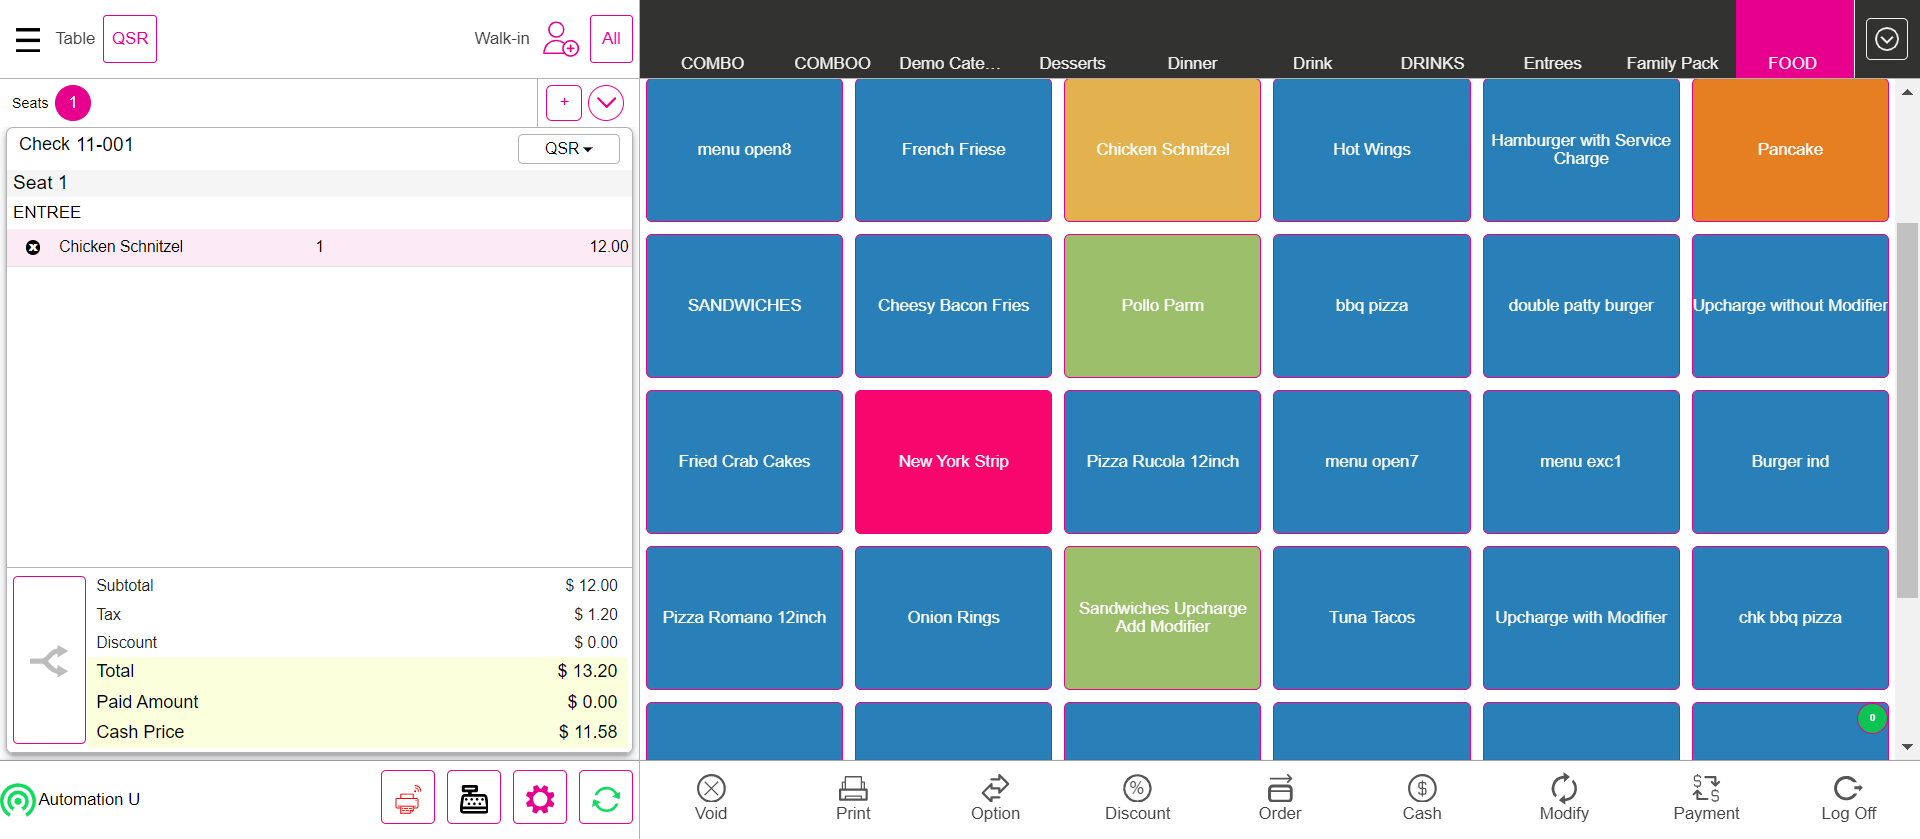 Table
QSR
Walk-in
All
COMBO
COMBOO
Demo Cate...
Desserts
Dinner
Drink
DRINKS
Entrees
Family Pack
FOOD
Seats
1
+
Check 11-001
QSR
Seat 1
ENTREE
Chicken Schnitzel 1 12.00
menu open8
French Friese
Chicken Schnitzel
Hot Wings
Hamburger with Service
Charge
Pancake
SANDWICHES
Cheesy Bacon Fries
Pollo Parm
bbq pizza
double patty burger
Upcharge without Modifier
Fried Crab Cakes
New York Strip
Pizza Rucola 12inch
menu open7
menu exc1
Burger ind
Pizza Romano 12inch
Onion Rings
Sandwiches Upcharge
Add Modifier
Tuna Tacos
Upcharge with Modifier
chk bbq pizza
0
Subtotal $ 12.00
Tax $ 1.20
Discount $ 0.00
Total $ 13.20
Paid Amount $ 0.00
Cash Price $ 11.58
Automation U
Void
Print
Option
Discount
Order
Cash
Modify
Payment
Log Off